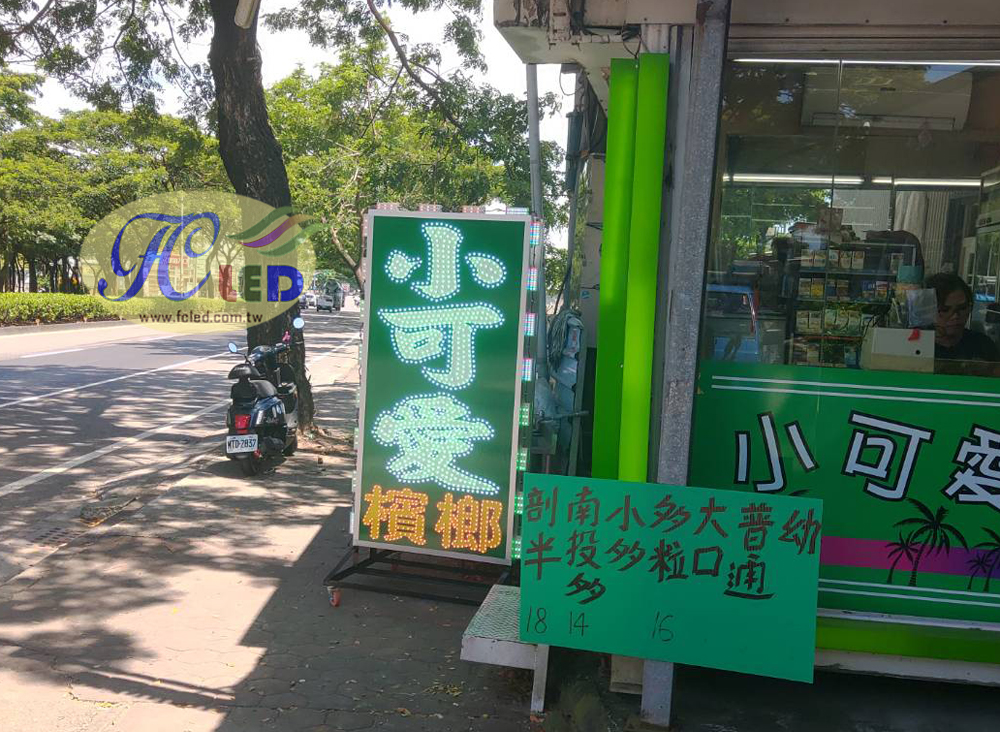 FC LED
www.fcled.com.tw
小可愛
檳榔
MTD-2837
小可愛
剖半
南投多
小多
多粒
大口
普通
幼
18 14 16